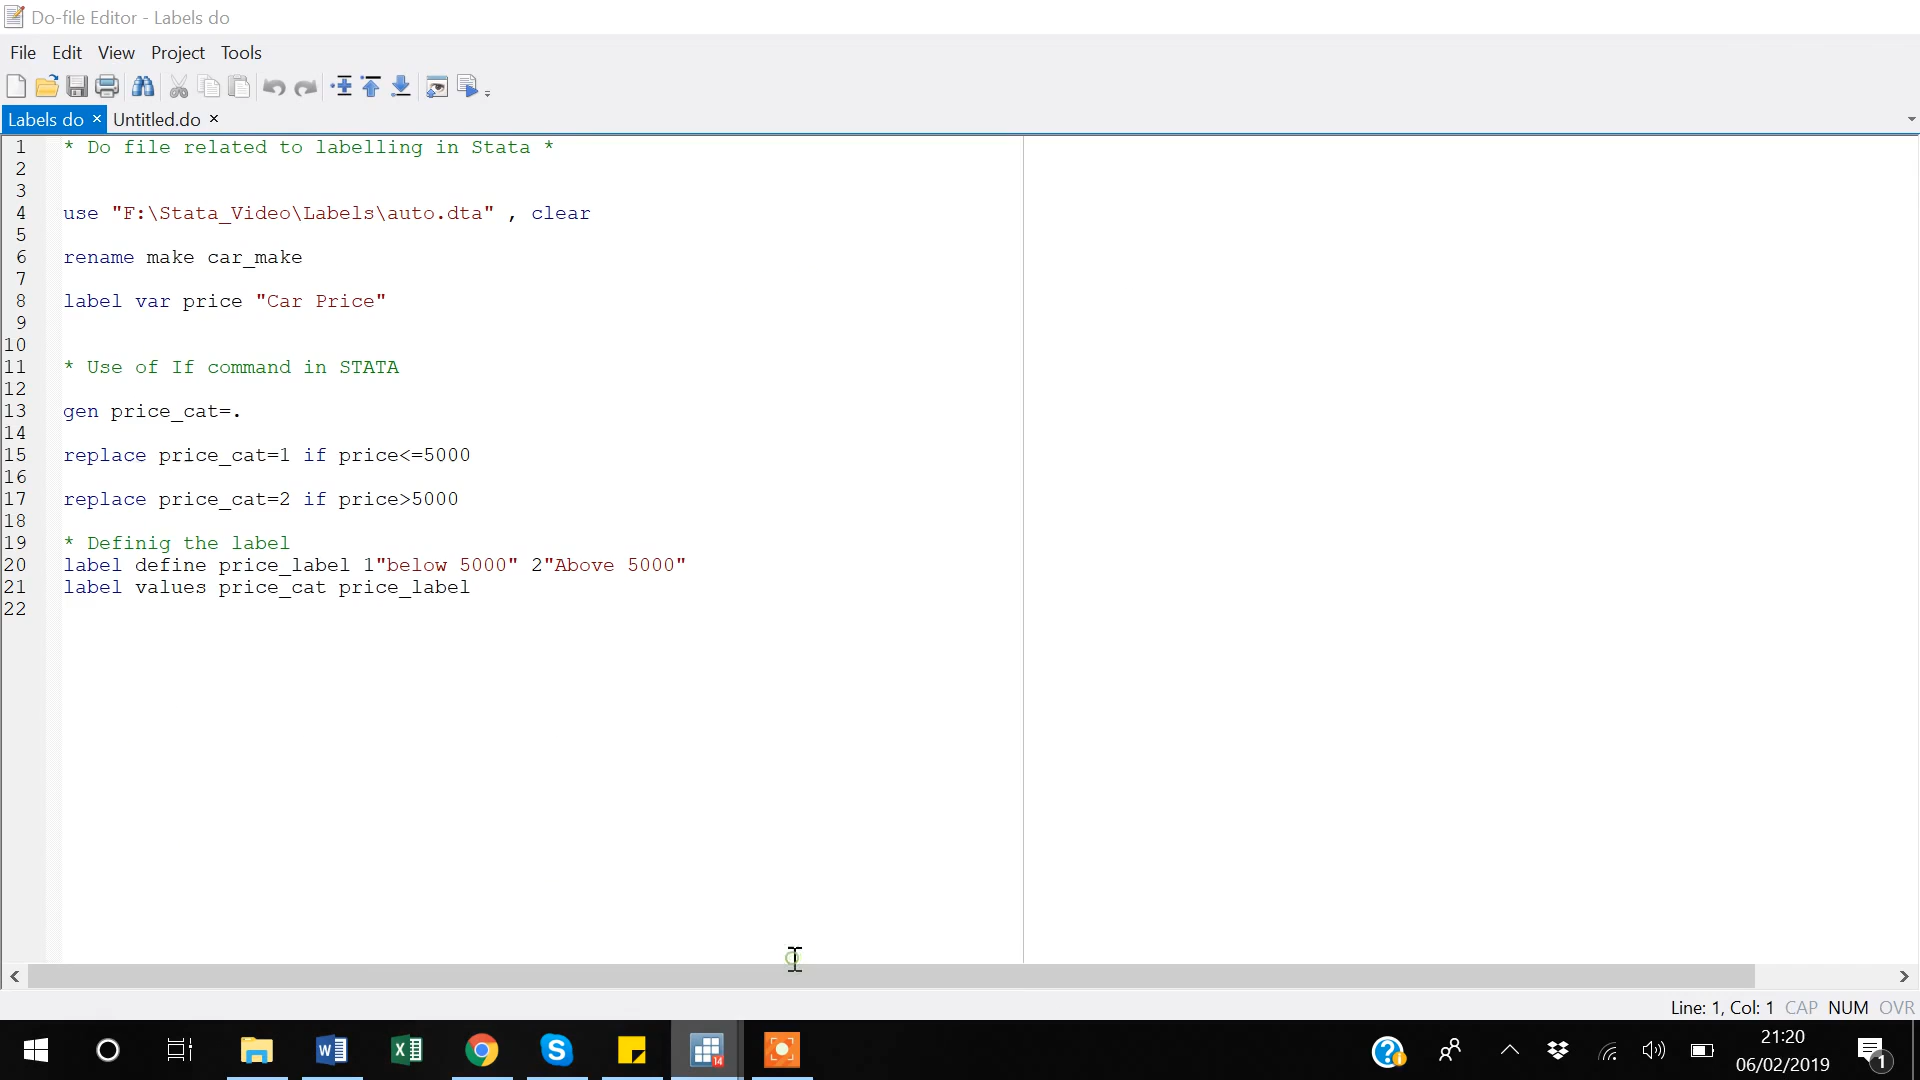 Do-file Editor - Labels do
File Edit View Project Tools
Labels do × Untitled.do ×
1 * Do file related to labelling in Stata *
2
3
4 use "F:\Stata_Video\Labels\auto.dta" , clear
5
6 rename make car_make
7
8 label var price "Car Price"
9
10
11 * Use of If command in STATA
12
13 gen price_cat=.
14
15 replace price_cat=1 if price<=5000
16
17 replace price_cat=2 if price>5000
18
19 * Definig the label
20 label define price_label 1"below 5000" 2"Above 5000"
21 label values price_cat price_label
22
Line: 1, Col: 1 CAP NUM OVR
14
21:20
06/02/2019
1